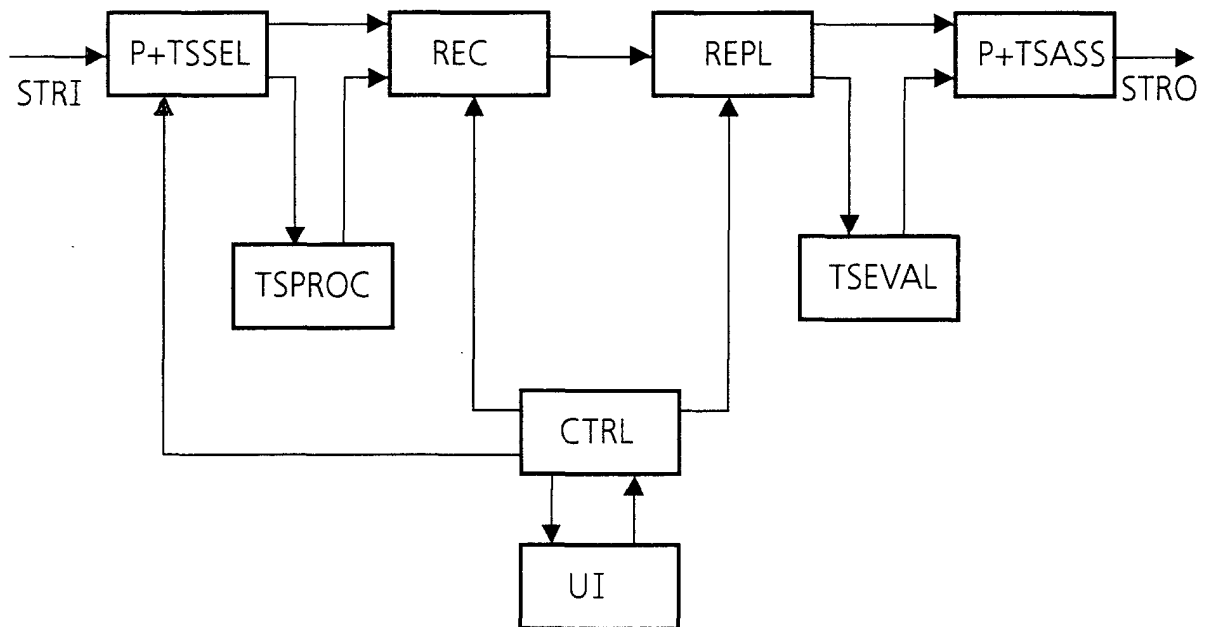 P+TSSEL
REC
REPL
P+TSASS
STRI
STRO
TSPROC
TSEVAL
CTRL
UI